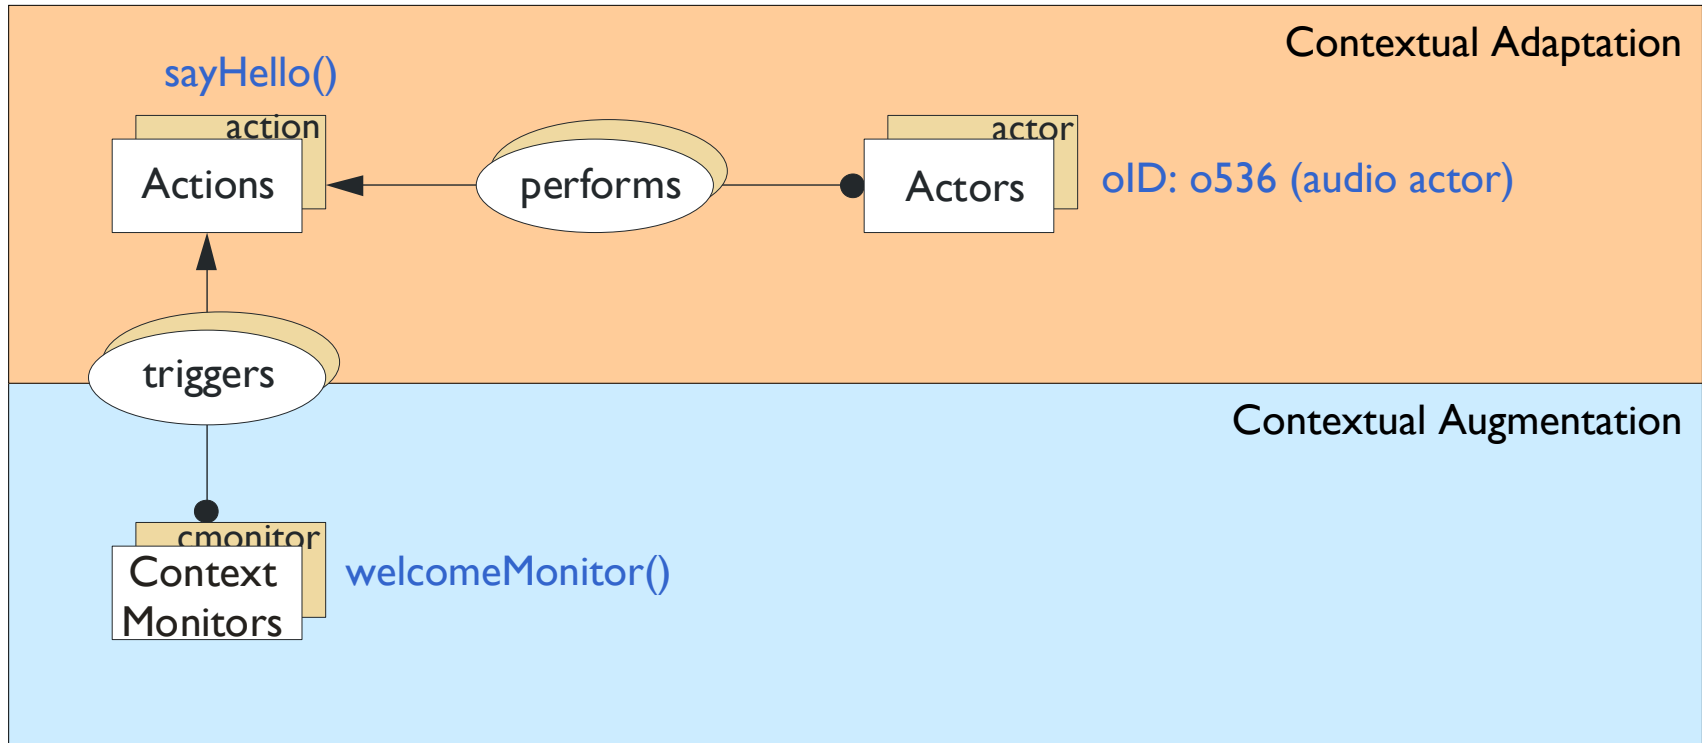 Contextual Adaptation
sayHello()
action
actor
Actions
performs
Actors
oID: o536 (audio actor)
triggers
Contextual Augmentation
cmonitor
Context
Monitors
welcomeMonitor()